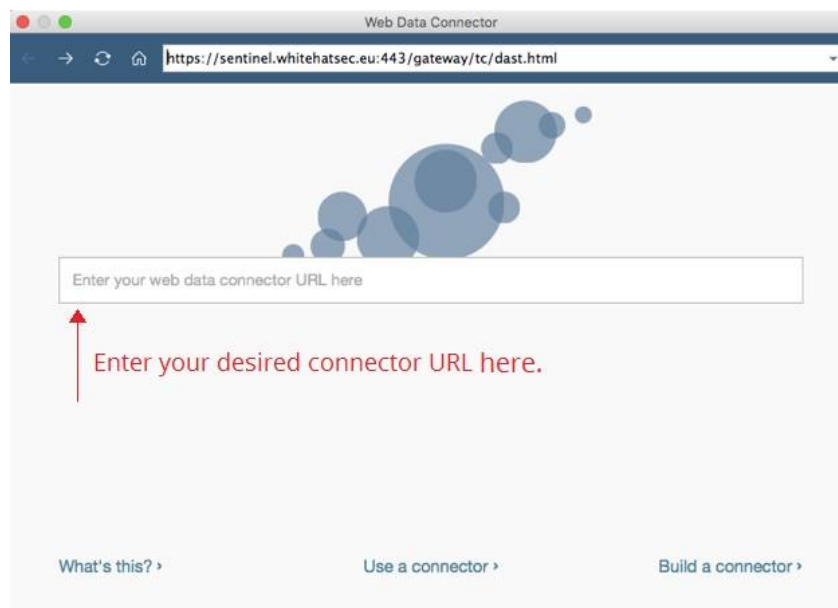 Web Data Connector
https://sentinel.whitehatsec.eu:443/gateway/tc/dast.html
Enter your web data connector URL here
Enter your desired connector URL here.
What's this? ›
Use a connector ›
Build a connector ›